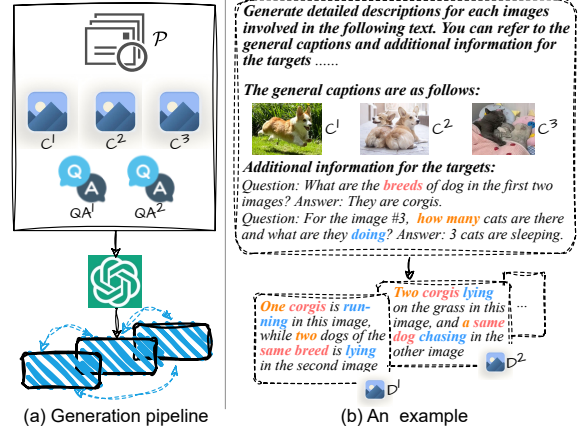 P
C1
C2
C3
Q
A
Q
A
QA1
QA2
(a) Generation pipeline
Generate detailed descriptions for each images
involved in the following text. You can refer to the
general captions and additional information for
the targets ......
The general captions are as follows:
C1
C2
C3
Additional information for the targets:
Question: What are the breeds of dog in the first two
images? Answer: They are corgis.
Question: For the image #3, how many cats are there
and what are they doing? Answer: 3 cats are sleeping.
One corgis is run-
ning in this image,
while two dogs of the
same breed is lying
in the second image
D1
Two corgis lying
on the grass in this
image, and a same
dog chasing in the
other image
D2
...
(b) An example